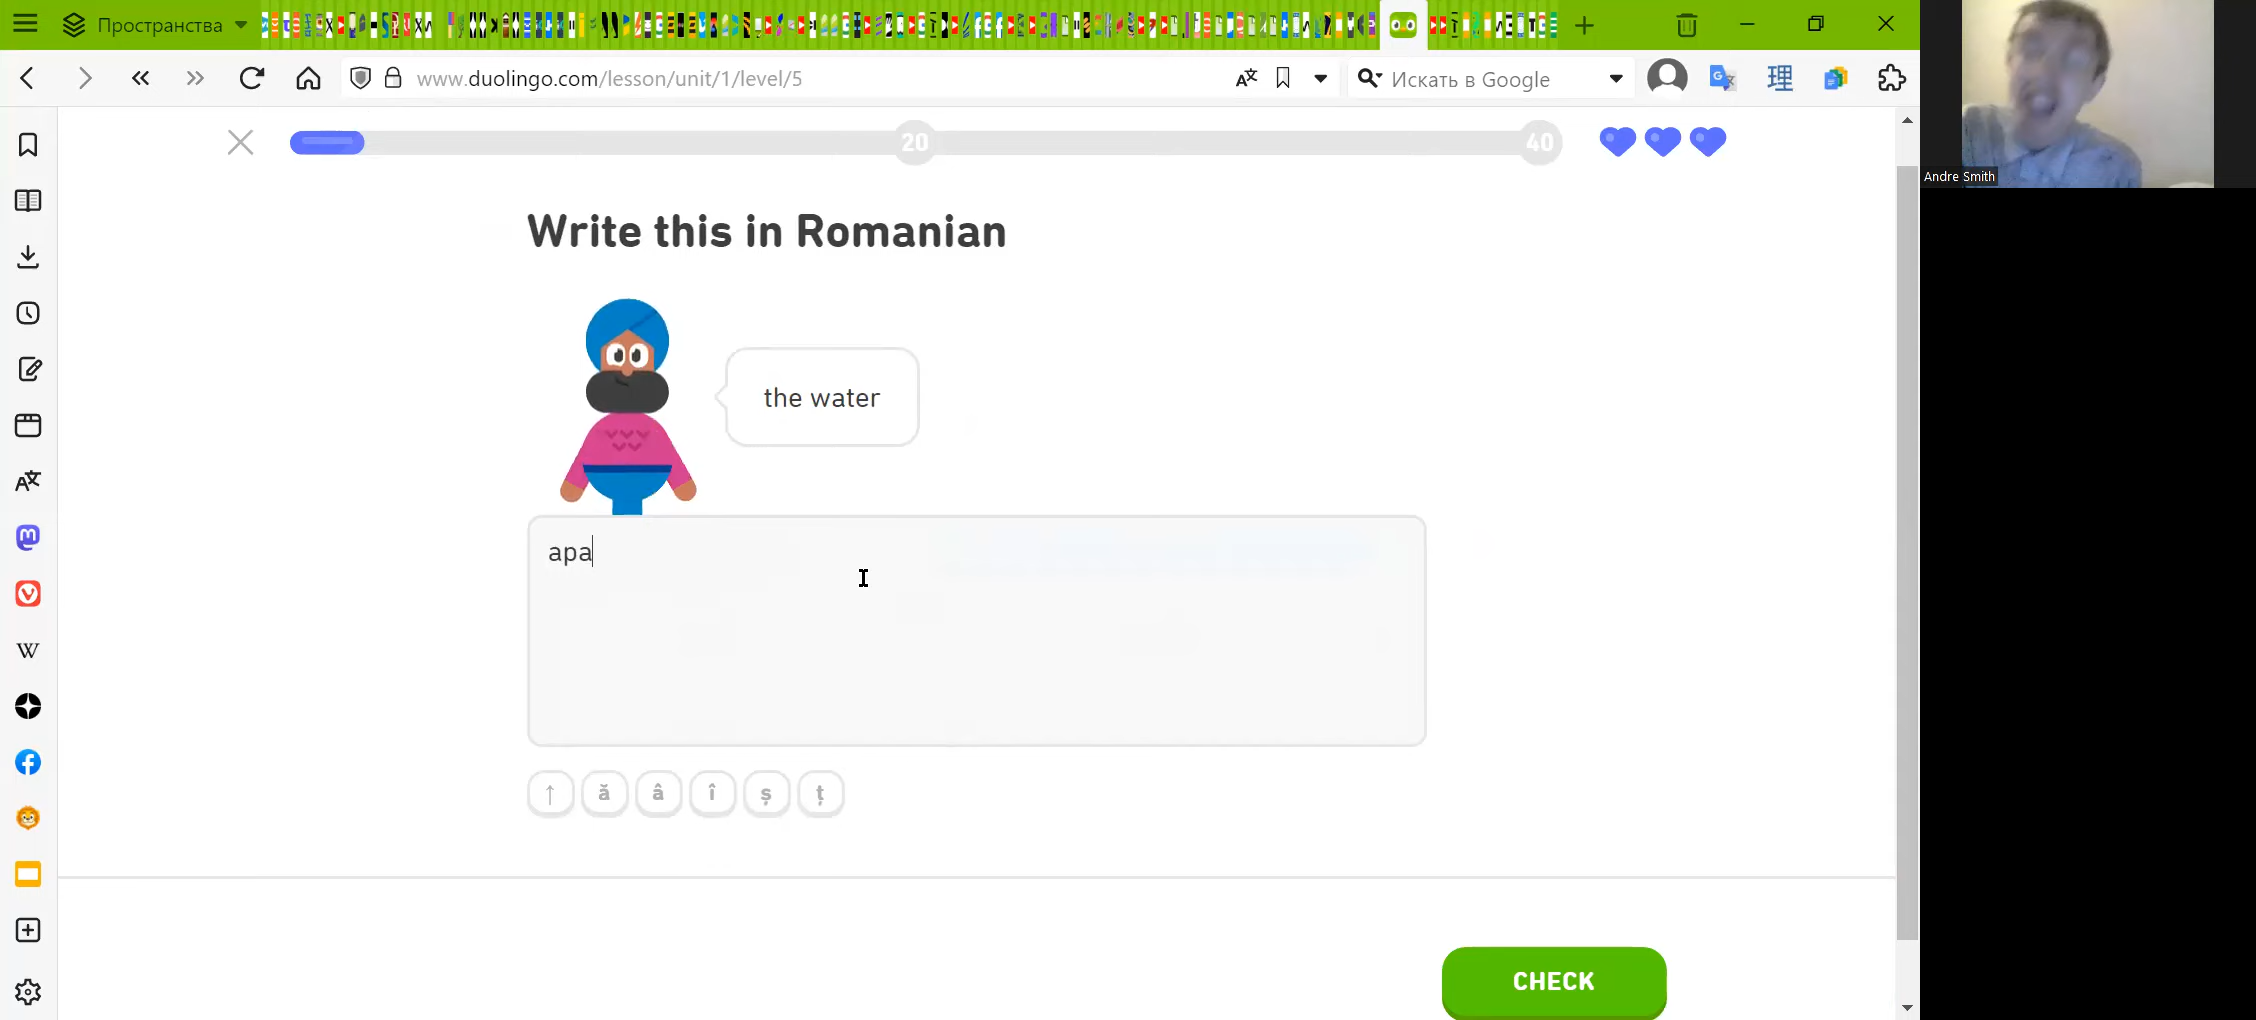 Пространства
www.duolingo.com/lesson/unit/1/level/5
Искать в Google
20
40
Andre Smith
Write this in Romanian
the water
apa
↑ ă â î ș ț
CHECK